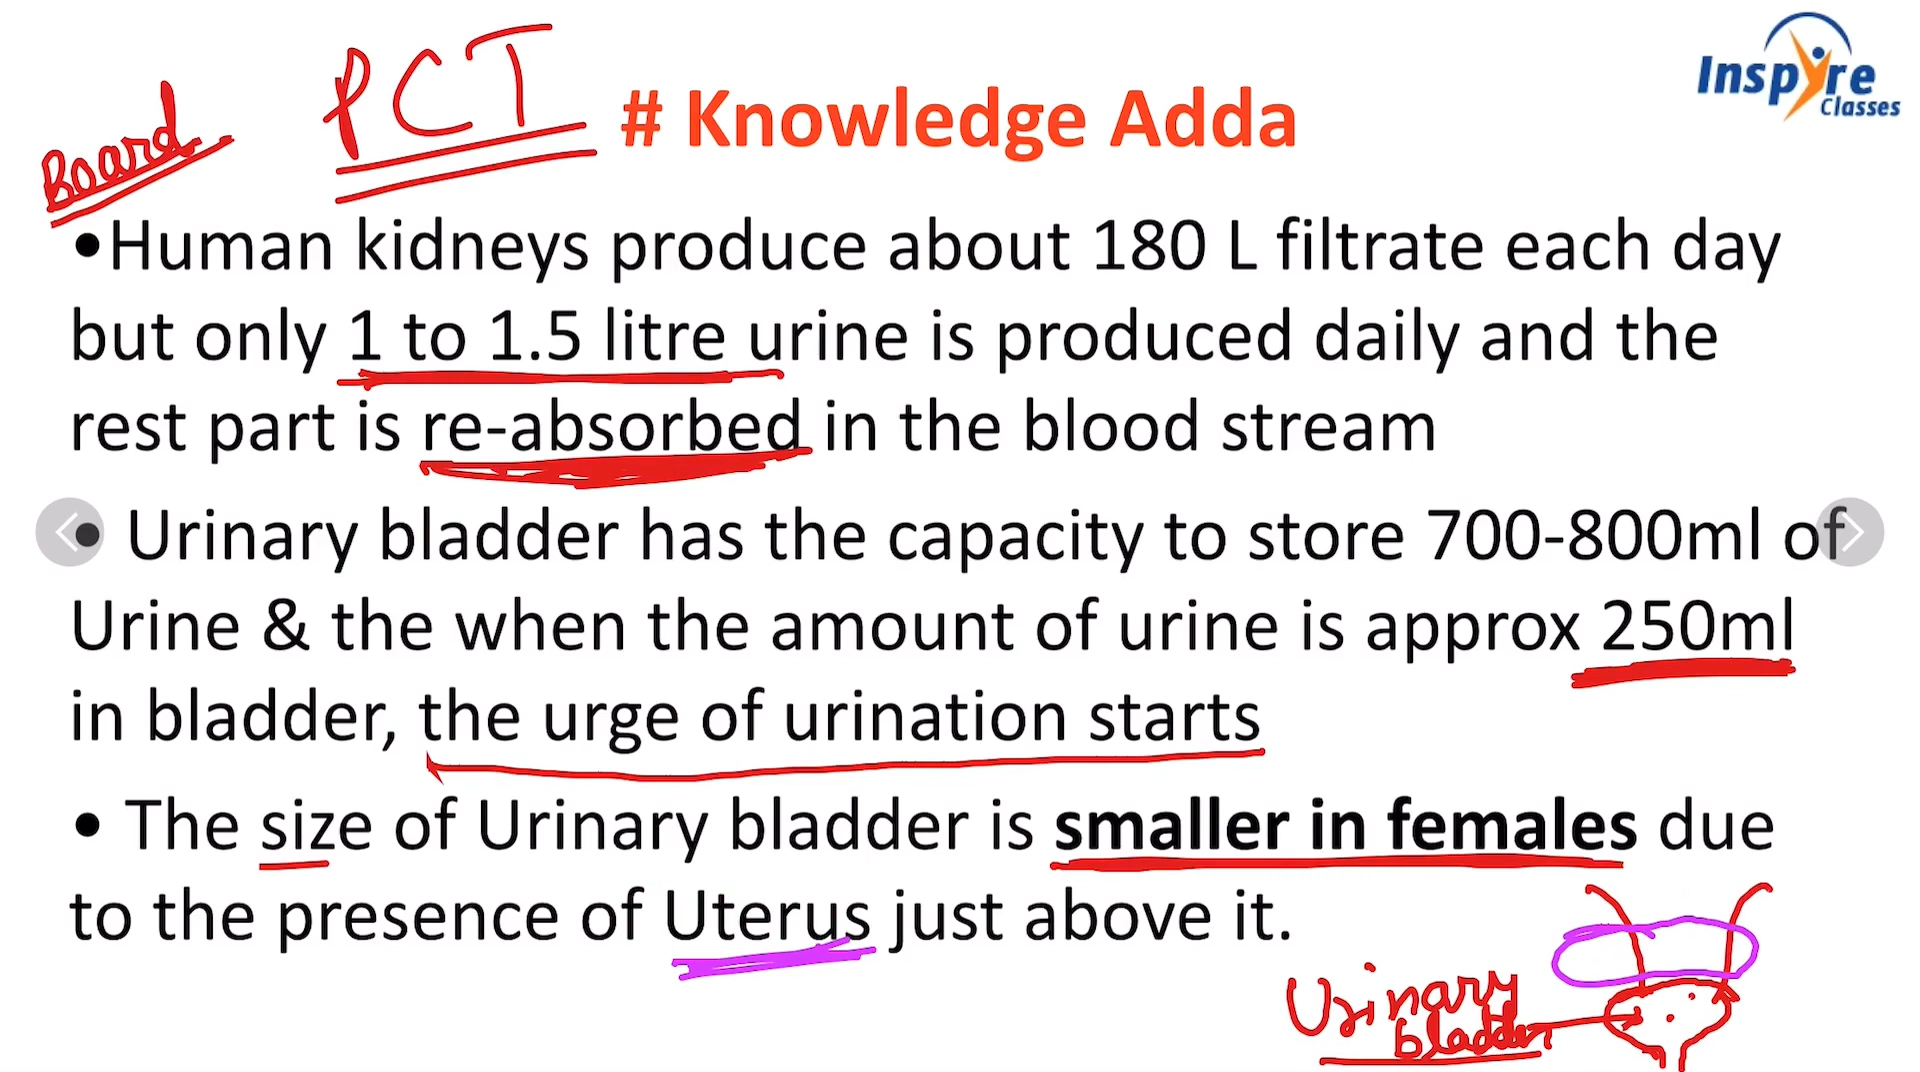 Board
PCT
# Knowledge Adda
Inspire
Classes
•Human kidneys produce about 180 L filtrate each day
but only 1 to 1.5 litre urine is produced daily and the
rest part is re-absorbed in the blood stream
• Urinary bladder has the capacity to store 700-800ml of
Urine & the when the amount of urine is approx 250ml
in bladder, the urge of urination starts
• The size of Urinary bladder is smaller in females due
to the presence of Uterus just above it.
Urinary
bladder